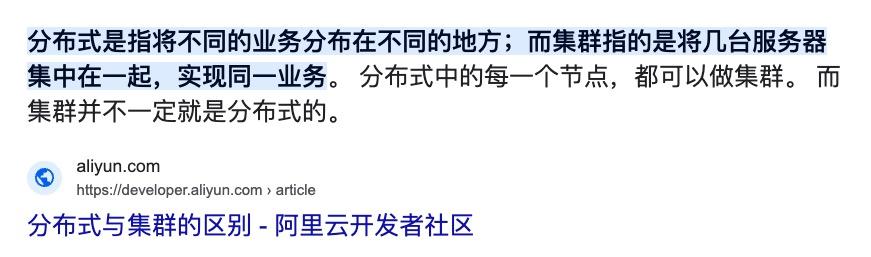 分布式是指将不同的业务分布在不同的地方；而集群指的是将几台服务器
集中在一起，实现同一业务。 分布式中的每一个节点，都可以做集群。 而
集群并不一定就是分布式的。
aliyun.com
https://developer.aliyun.com › article
分布式与集群的区别 - 阿里云开发者社区